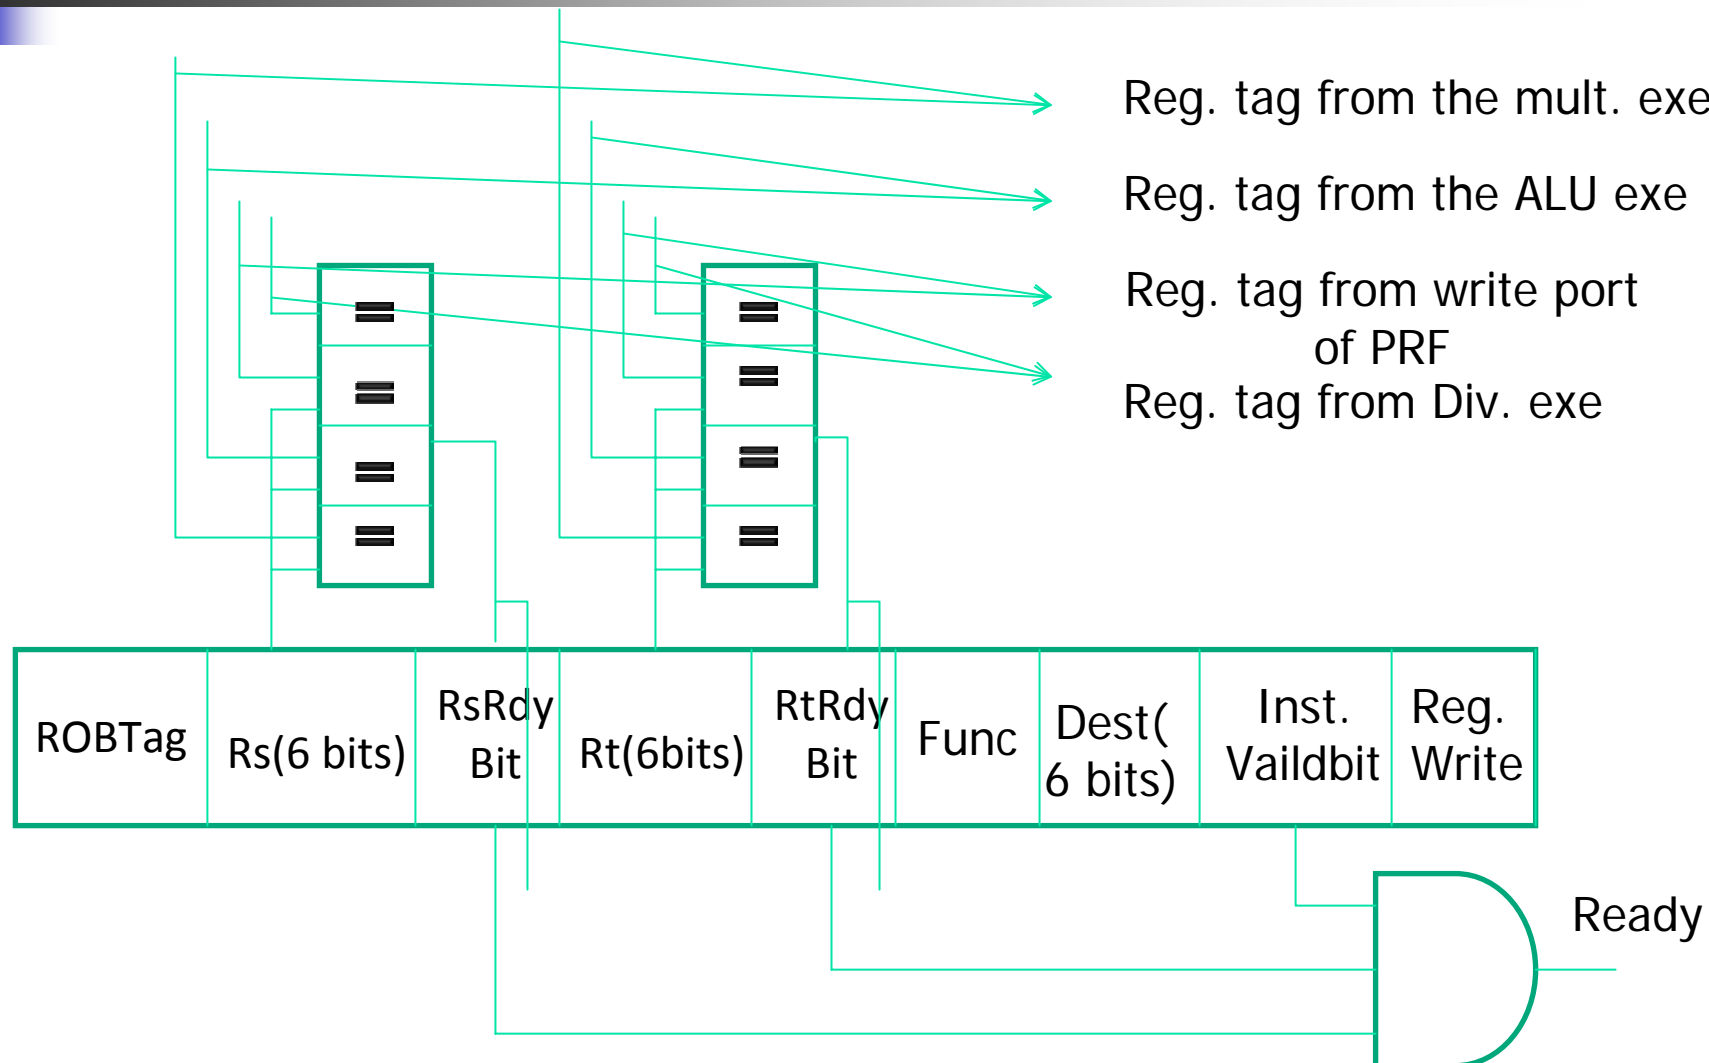 Reg. tag from the mult. exe
Reg. tag from the ALU exe
Reg. tag from write port
of PRF
Reg. tag from Div. exe
=
=
=
=
=
=
=
=
ROBTag
Rs(6 bits)
RsRdy
Bit
Rt(6bits)
RtRdy
Bit
Func
Dest(
6 bits)
Inst.
Vaildbit
Reg.
Write
Ready